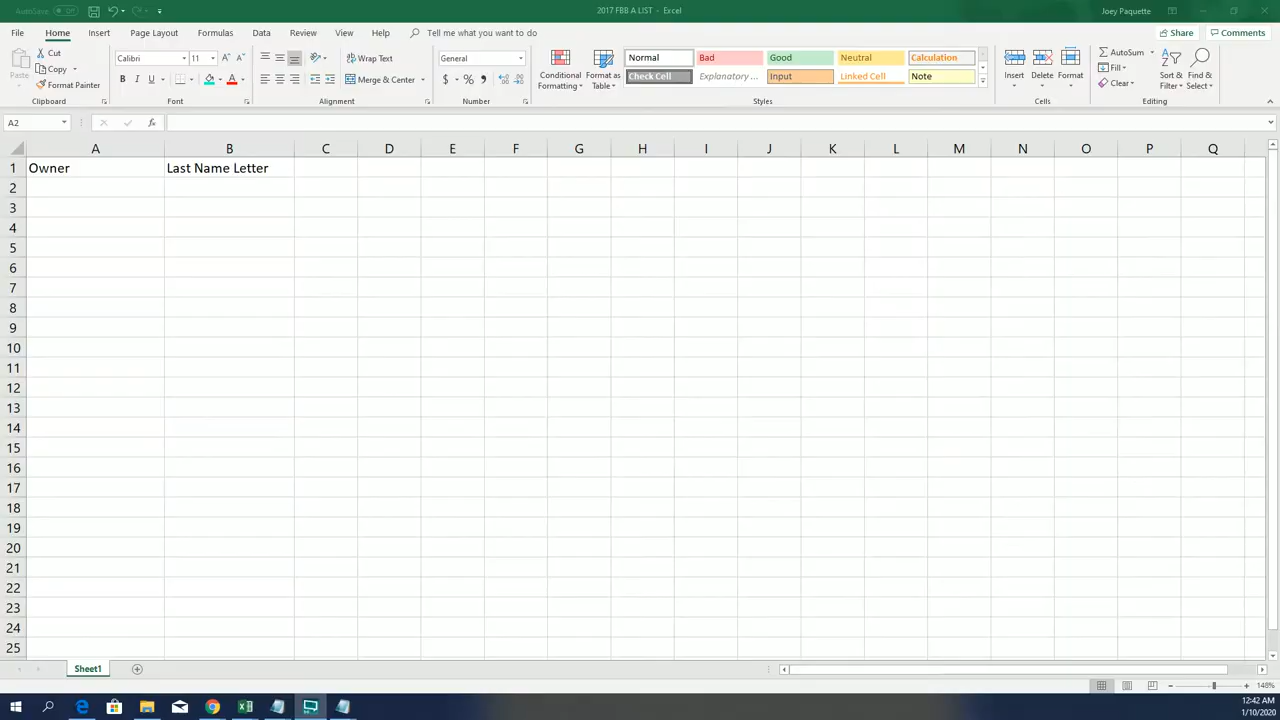 AutoSave Off 2017 FBB A LIST - Excel Joey Paquette
File Home Insert Page Layout Formulas Data Review View Help Tell me what you want to do Share Comments
Paste Cut Copy Format Painter Clipboard
Calibri 11 A A B I U A Font
Wrap Text Merge & Center Alignment
General $ % , Number
Conditional Formatting Format as Table
Normal Bad Good Neutral Calculation
Check Cell Explanatory ... Input Linked Cell Note
Styles
Insert Delete Format Cells
AutoSum Fill Clear Sort & Filter Find & Select Editing
A2 fx
A B C D E F G H I J K L M N O P Q
1 Owner Last Name Letter
2
3
4
5
6
7
8
9
10
11
12
13
14
15
16
17
18
19
20
21
22
23
24
25
Sheet1
148%
12:42 AM
1/10/2020